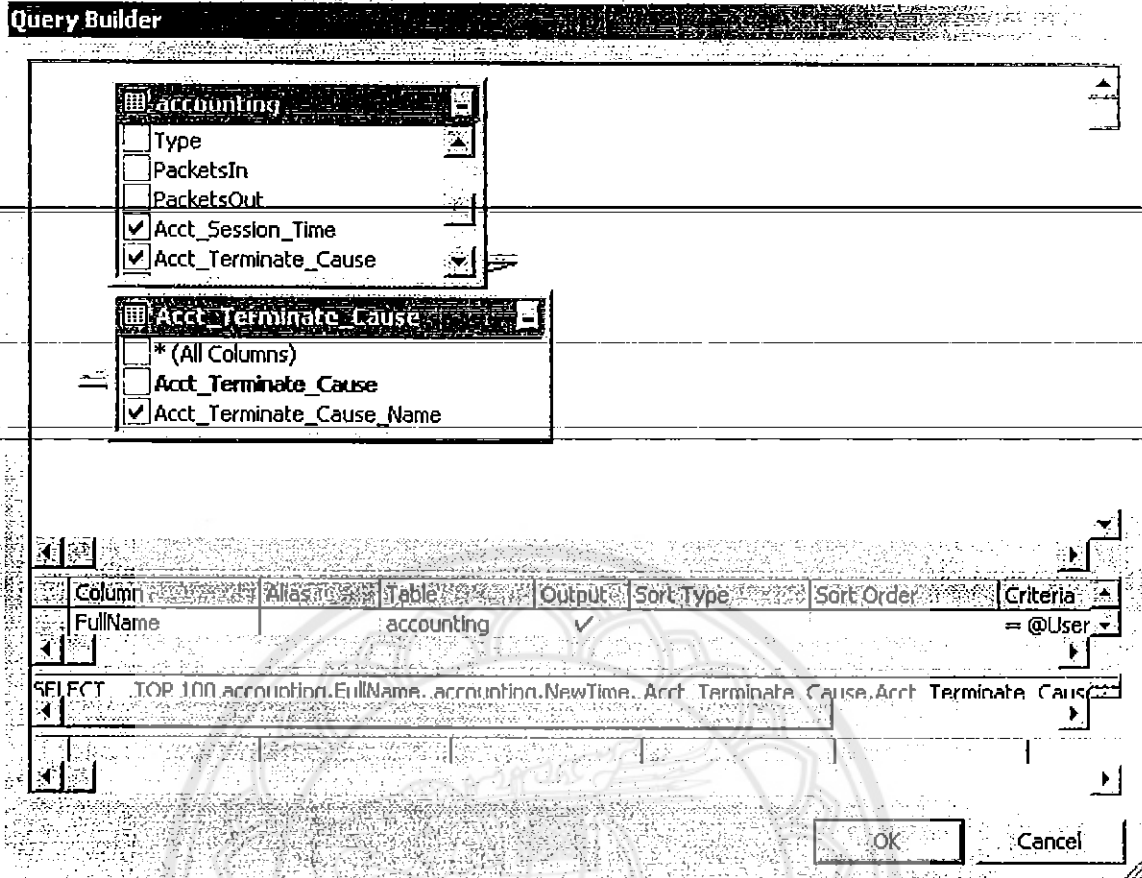 Query Builder
accounting
Type
PacketsIn
PacketsOut
Acct_Session_Time
Acct_Terminate_Cause
Acct_Terminate_Cause
* (All Columns)
Acct_Terminate_Cause
Acct_Terminate_Cause_Name
Column Alias Table Output Sort Type Sort Order Criteria
FullName accounting = @User
SELECT TOP 100 accounting.FullName, accounting.NewTime, Acct_Terminate_Cause.Acct_Terminate_Caus
OK Cancel